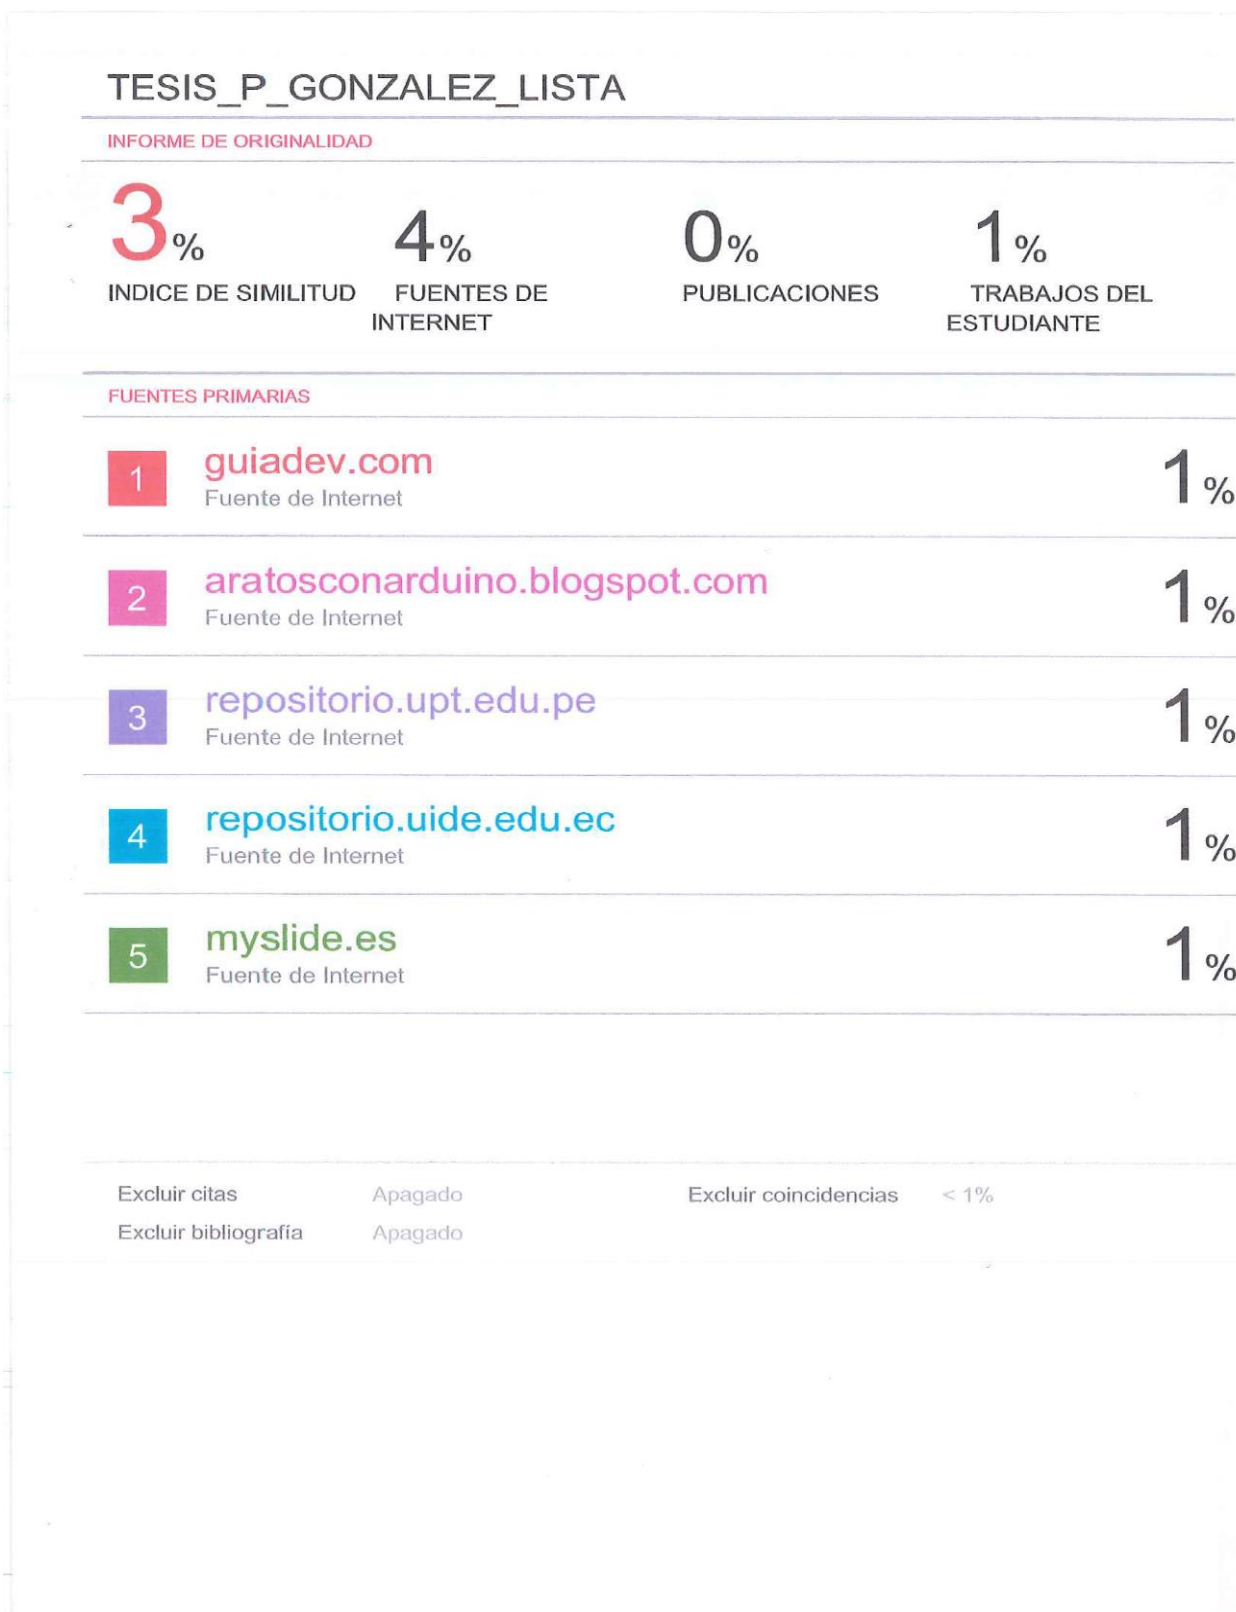 TESIS_P_GONZALEZ_LISTA
INFORME DE ORIGINALIDAD
3%
INDICE DE SIMILITUD
4%
FUENTES DE
INTERNET
0%
PUBLICACIONES
1%
TRABAJOS DEL
ESTUDIANTE
FUENTES PRIMARIAS
1
guiadev.com
Fuente de Internet
1%
2
aratosconarduino.blogspot.com
Fuente de Internet
1%
3
repositorio.upt.edu.pe
Fuente de Internet
1%
4
repositorio.uide.edu.ec
Fuente de Internet
1%
5
myslide.es
Fuente de Internet
1%
Excluir citas Apagado
Excluir coincidencias < 1%
Excluir bibliografía Apagado